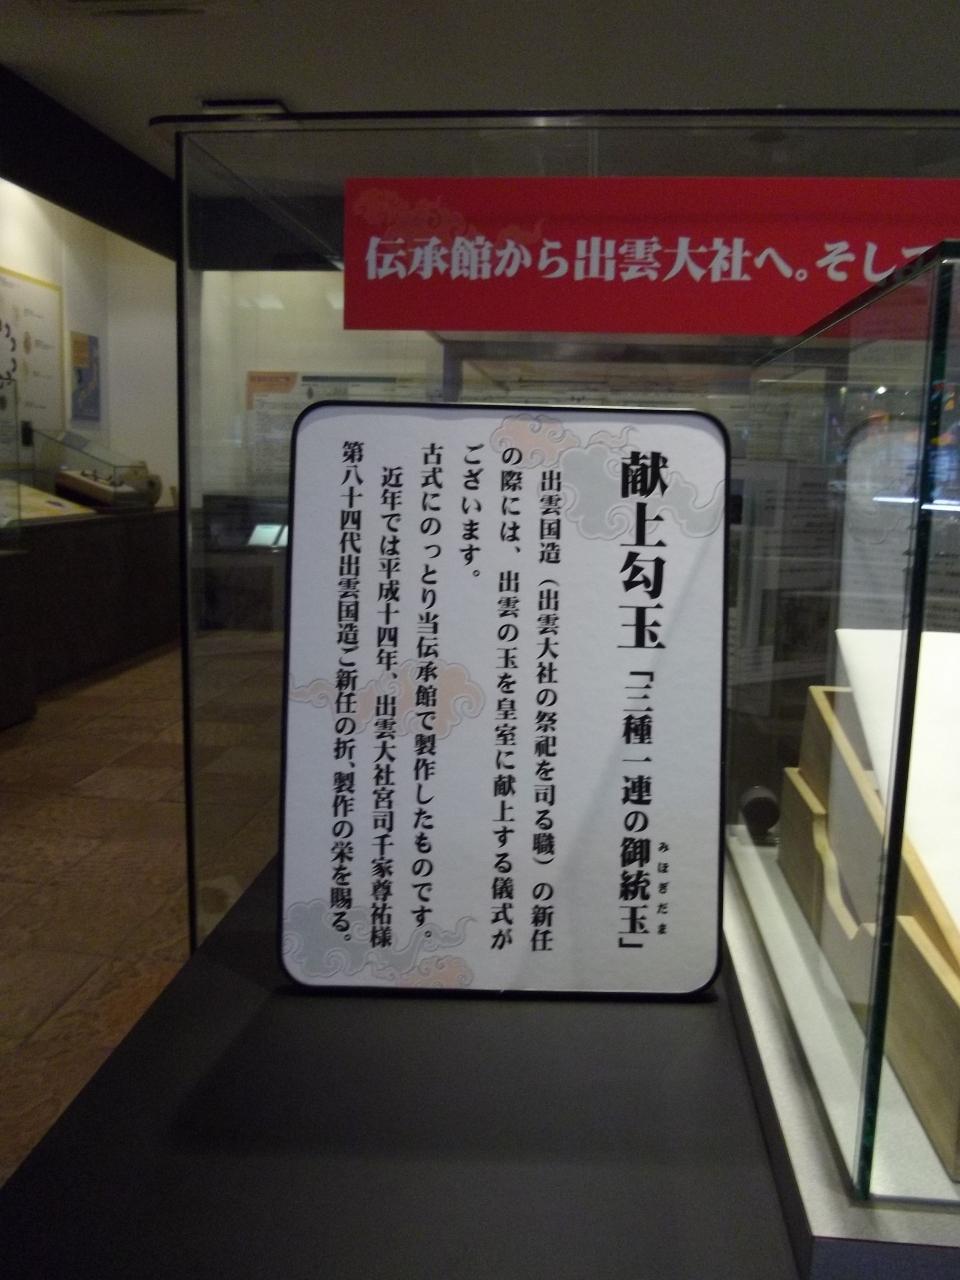 伝承館から出雲大社へ。そして
献上勾玉「三種一連の御統玉」
みほぎだま
出雲国造（出雲大社の祭祀を司る職）の新任
の際には、出雲の玉を皇室に献上する儀式が
ございます。
古式にのっとり当伝承館で製作したものです。
近年では平成十四年、出雲大社宮司千家尊祐様
第八十四代出雲国造ご新任の折、製作の栄を賜る。